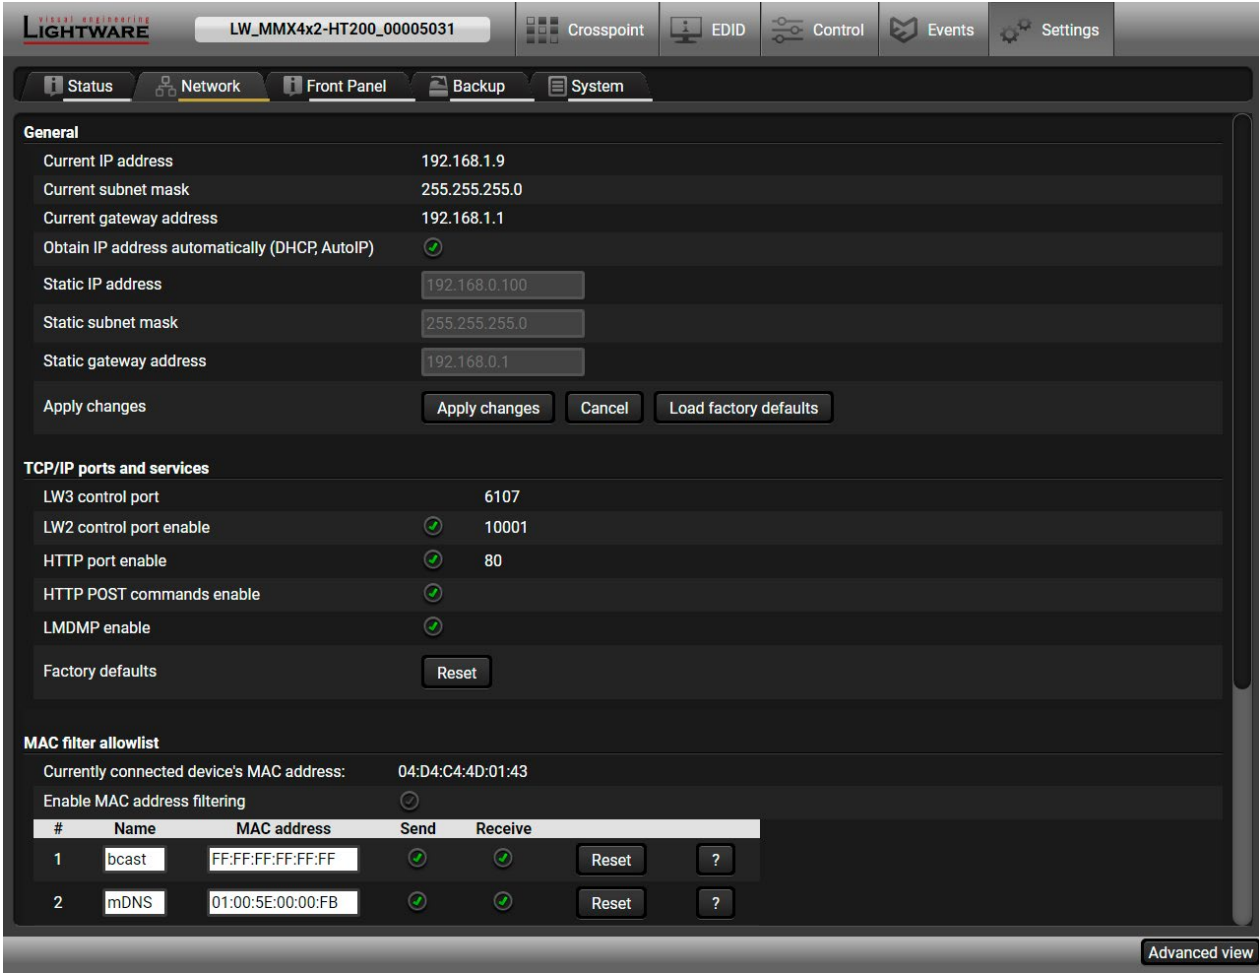 visual engineering
LIGHTWARE
LW_MMX4x2-HT200_00005031
Crosspoint
EDID
Control
Events
Settings
Status
Network
Front Panel
Backup
System
General
Current IP address 192.168.1.9
Current subnet mask 255.255.255.0
Current gateway address 192.168.1.1
Obtain IP address automatically (DHCP, AutoIP)
Static IP address 192.168.0.100
Static subnet mask 255.255.255.0
Static gateway address 192.168.0.1
Apply changes Apply changes Cancel Load factory defaults
TCP/IP ports and services
LW3 control port 6107
LW2 control port enable 10001
HTTP port enable 80
HTTP POST commands enable
LMDMP enable
Factory defaults Reset
MAC filter allowlist
Currently connected device's MAC address: 04:D4:C4:4D:01:43
Enable MAC address filtering
# Name MAC address Send Receive
1 bcast FF:FF:FF:FF:FF:FF Reset ?
2 mDNS 01:00:5E:00:00:FB Reset ?
Advanced view